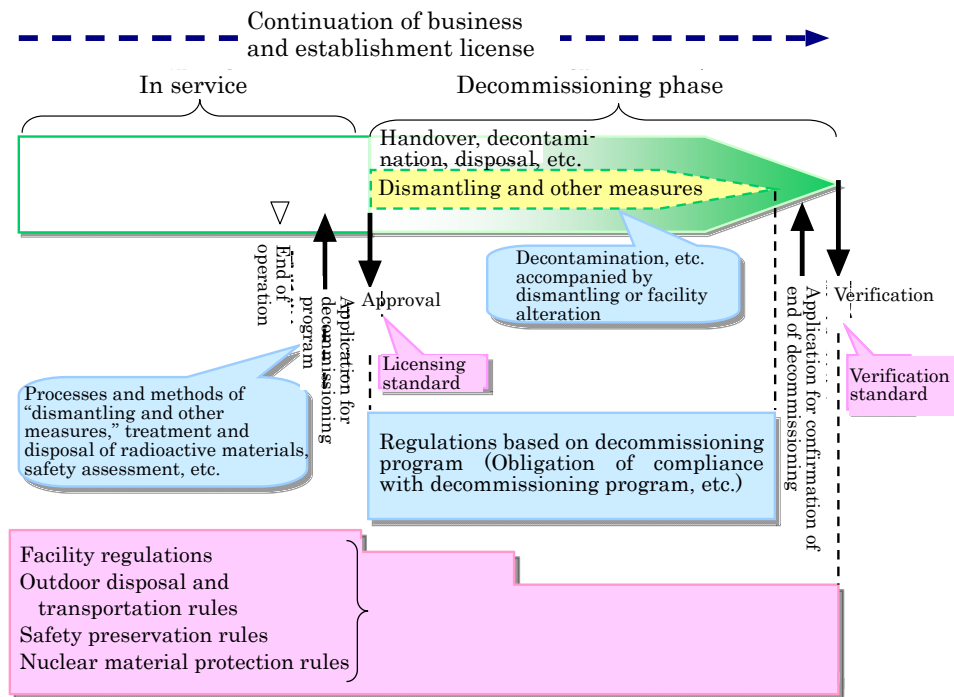 Continuation of business
and establishment license
In service
Decommissioning phase
Handover, decontami-
nation, disposal, etc.
Dismantling and other measures
Decontamination, etc.
accompanied by
dismantling or facility
alteration
End of
operation
Application for
decommissioning
program
Approval
Licensing
standard
Application for confirmation of
end of decommissioning
Verification
Verification
standard
Processes and methods of
“dismantling and other
measures,” treatment and
disposal of radioactive materials,
safety assessment, etc.
Regulations based on decommissioning
program (Obligation of compliance
with decommissioning program, etc.)
Facility regulations
Outdoor disposal and
transportation rules
Safety preservation rules
Nuclear material protection rules